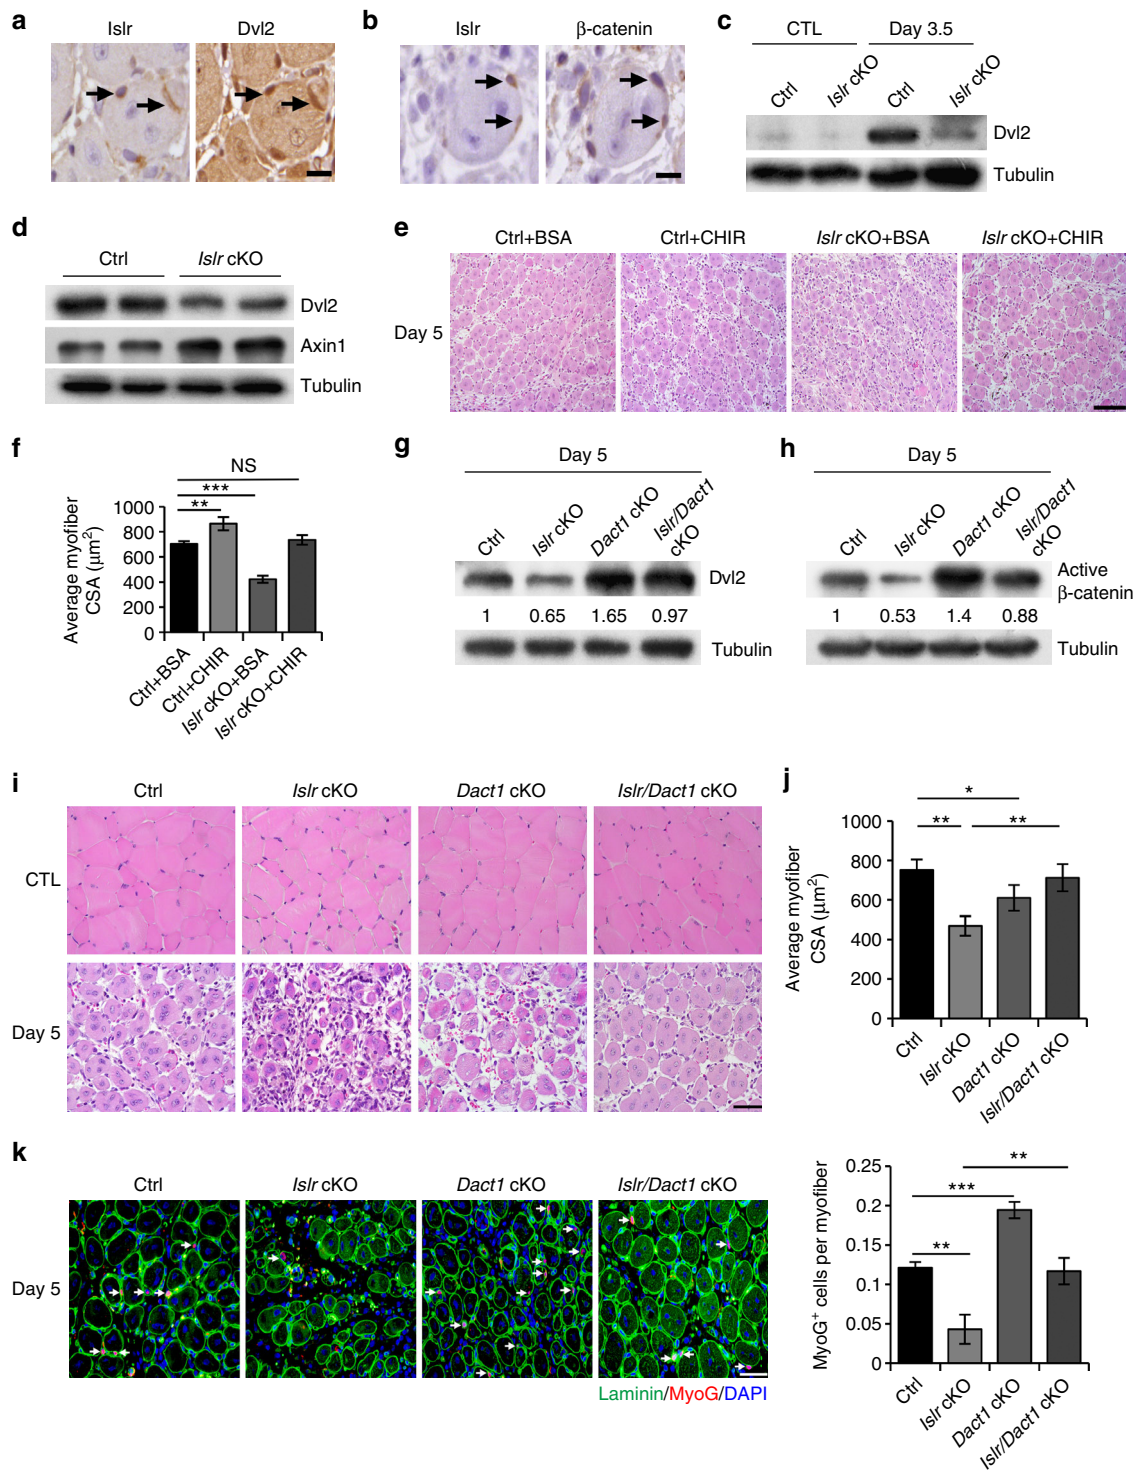 a
Islr
Dvl2
b
Islr
β-catenin
c
CTL
Day 3.5
Ctrl
Islr cKO
Ctrl
Islr cKO
Dvl2
Tubulin
d
Ctrl
Islr cKO
Dvl2
Axin1
Tubulin
e
Ctrl+BSA
Ctrl+CHIR
Islr cKO+BSA
Islr cKO+CHIR
Day 5
f
NS
***
**
Average myofiber
CSA (μm²)
1000
800
600
400
200
0
Ctrl+BSA
Ctrl+CHIR
Islr cKO+BSA
Islr cKO+CHIR
g
Day 5
Ctrl
Islr cKO
Dact1 cKO
Islr/Dact1
cKO
Dvl2
1
0.65
1.65
0.97
Tubulin
h
Day 5
Ctrl
Islr cKO
Dact1 cKO
Islr/Dact1
cKO
Active
β-catenin
1
0.53
1.4
0.88
Tubulin
i
Ctrl
Islr cKO
Dact1 cKO
Islr/Dact1 cKO
CTL
Day 5
j
*
**
**
Average myofiber
CSA (μm²)
1000
800
600
400
200
0
Ctrl
Islr cKO
Dact1 cKO
Islr/Dact1 cKO
k
Ctrl
Islr cKO
Dact1 cKO
Islr/Dact1 cKO
Day 5
Laminin/MyoG/DAPI
**
***
**
MyoG⁺ cells per myofiber
0.25
0.2
0.15
0.1
0.05
0
Ctrl
Islr cKO
Dact1 cKO
Islr/Dact1 cKO